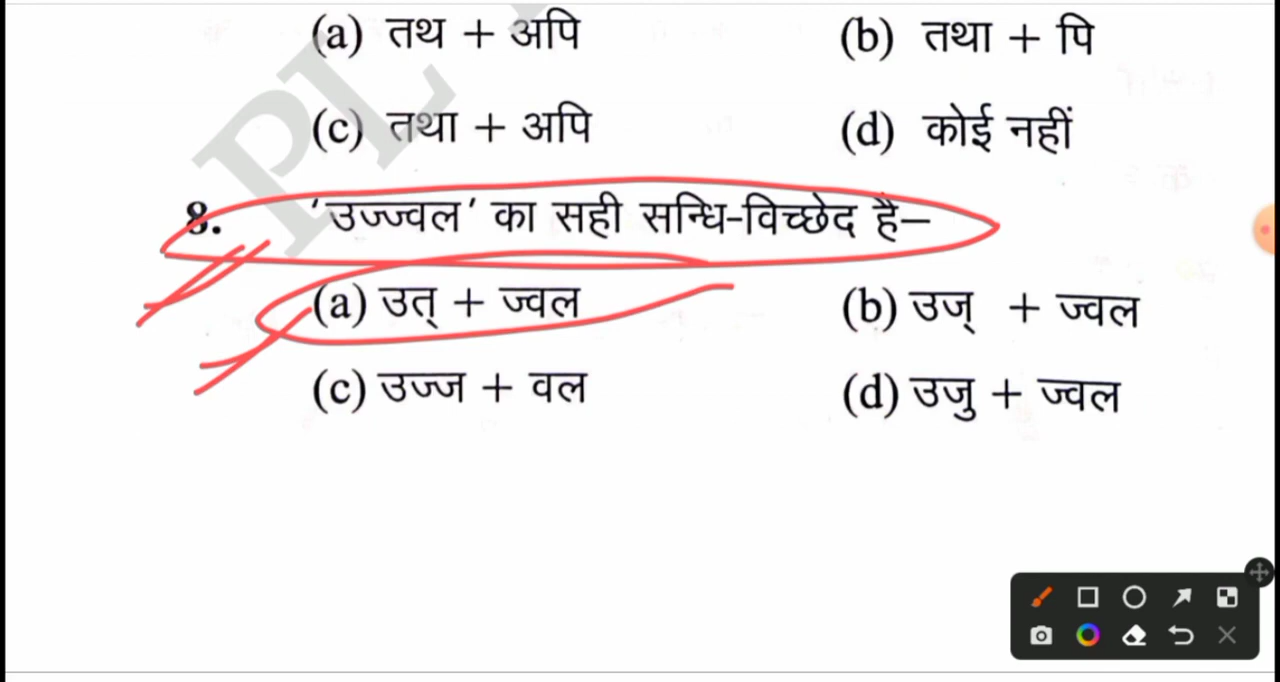 (a) तथ + अपि (b) तथा + पि
(c) तथा + अपि (d) कोई नहीं
8. 'उज्ज्वल' का सही सन्धि-विच्छेद है–
(a) उत् + ज्वल (b) उज् + ज्वल
(c) उज्ज + वल (d) उजु + ज्वल
PL